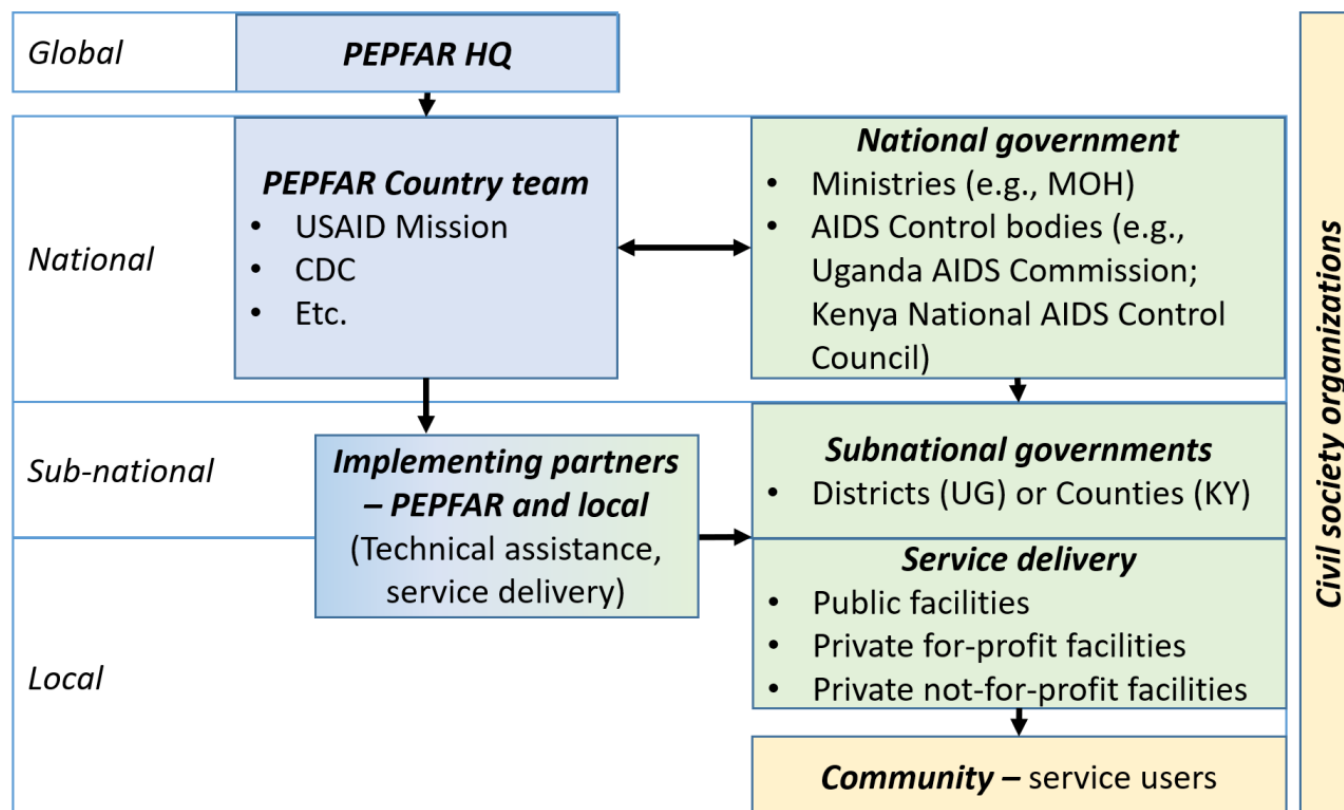 Global
PEPFAR HQ
National
PEPFAR Country team
• USAID Mission
• CDC
• Etc.
National government
• Ministries (e.g., MOH)
• AIDS Control bodies (e.g.,
Uganda AIDS Commission;
Kenya National AIDS Control
Council)
Sub-national
Implementing partners
– PEPFAR and local
(Technical assistance,
service delivery)
Subnational governments
• Districts (UG) or Counties (KY)
Local
Service delivery
• Public facilities
• Private for-profit facilities
• Private not-for-profit facilities
Community – service users
Civil society organizations